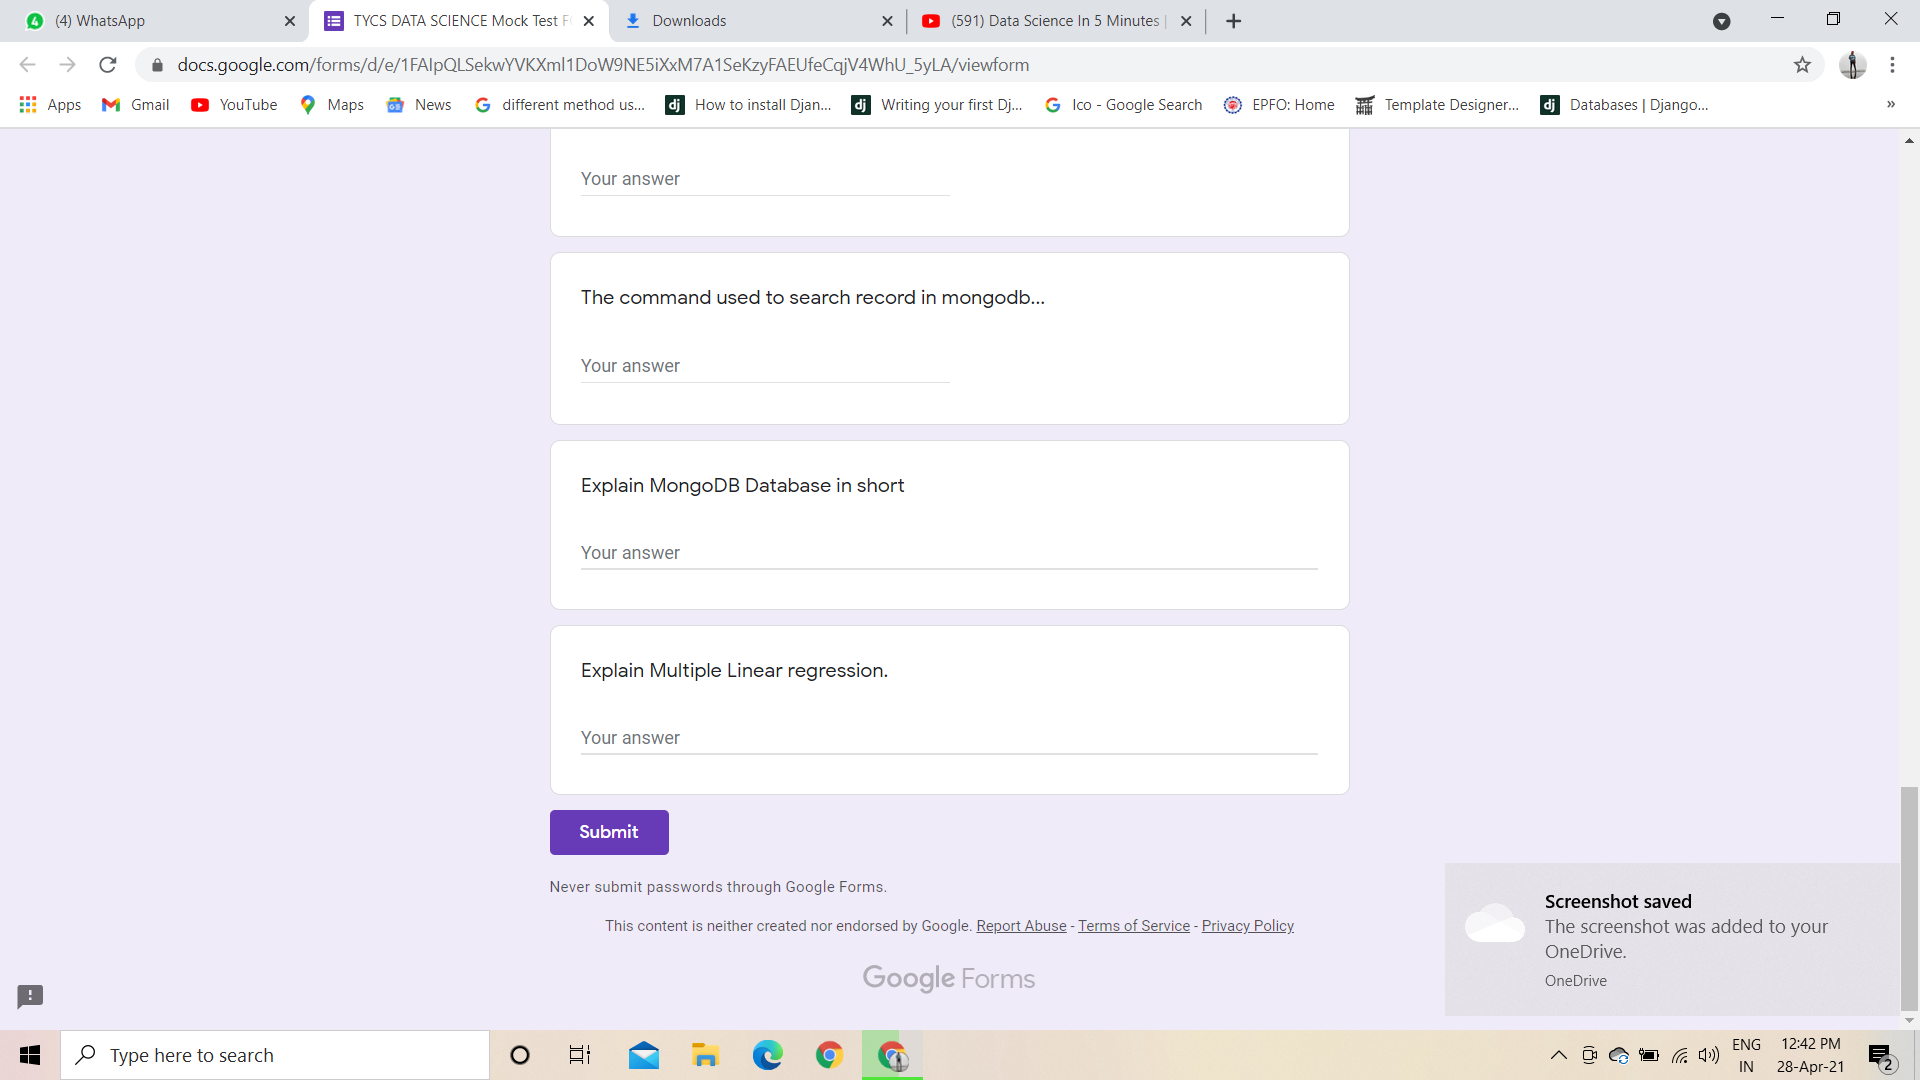 (4) WhatsApp
TYCS DATA SCIENCE Mock Test
Downloads
(591) Data Science In 5 Minutes |
docs.google.com/forms/d/e/1FAIpQLSekwYVKXml1DoW9NE5iXxM7A1SeKzyFAEUfeCqjV4WhU_5yLA/viewform
Apps
Gmail
YouTube
Maps
News
different method us...
How to install Djan...
Writing your first Dj...
Ico - Google Search
EPFO: Home
Template Designer...
Databases | Django...
»
Your answer
The command used to search record in mongodb...
Your answer
Explain MongoDB Database in short
Your answer
Explain Multiple Linear regression.
Your answer
Submit
Never submit passwords through Google Forms.
This content is neither created nor endorsed by Google. Report Abuse - Terms of Service - Privacy Policy
Google Forms
Screenshot saved
The screenshot was added to your
OneDrive.
OneDrive
Type here to search
ENG
IN
12:42 PM
28-Apr-21
2